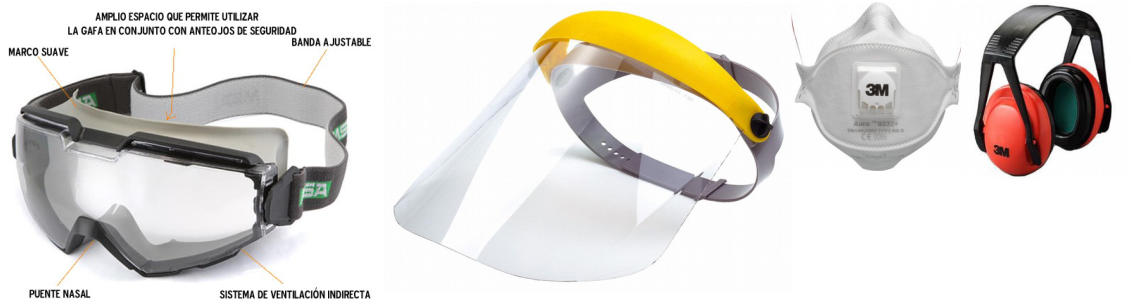 AMPLIO ESPACIO QUE PERMITE UTILIZAR
LA GAFA EN CONJUNTO CON ANTEOJOS DE SEGURIDAD
BANDA AJUSTABLE
MARCO SUAVE
PUENTE NASAL
SISTEMA DE VENTILACIÓN INDIRECTA
3M
Aura
3M